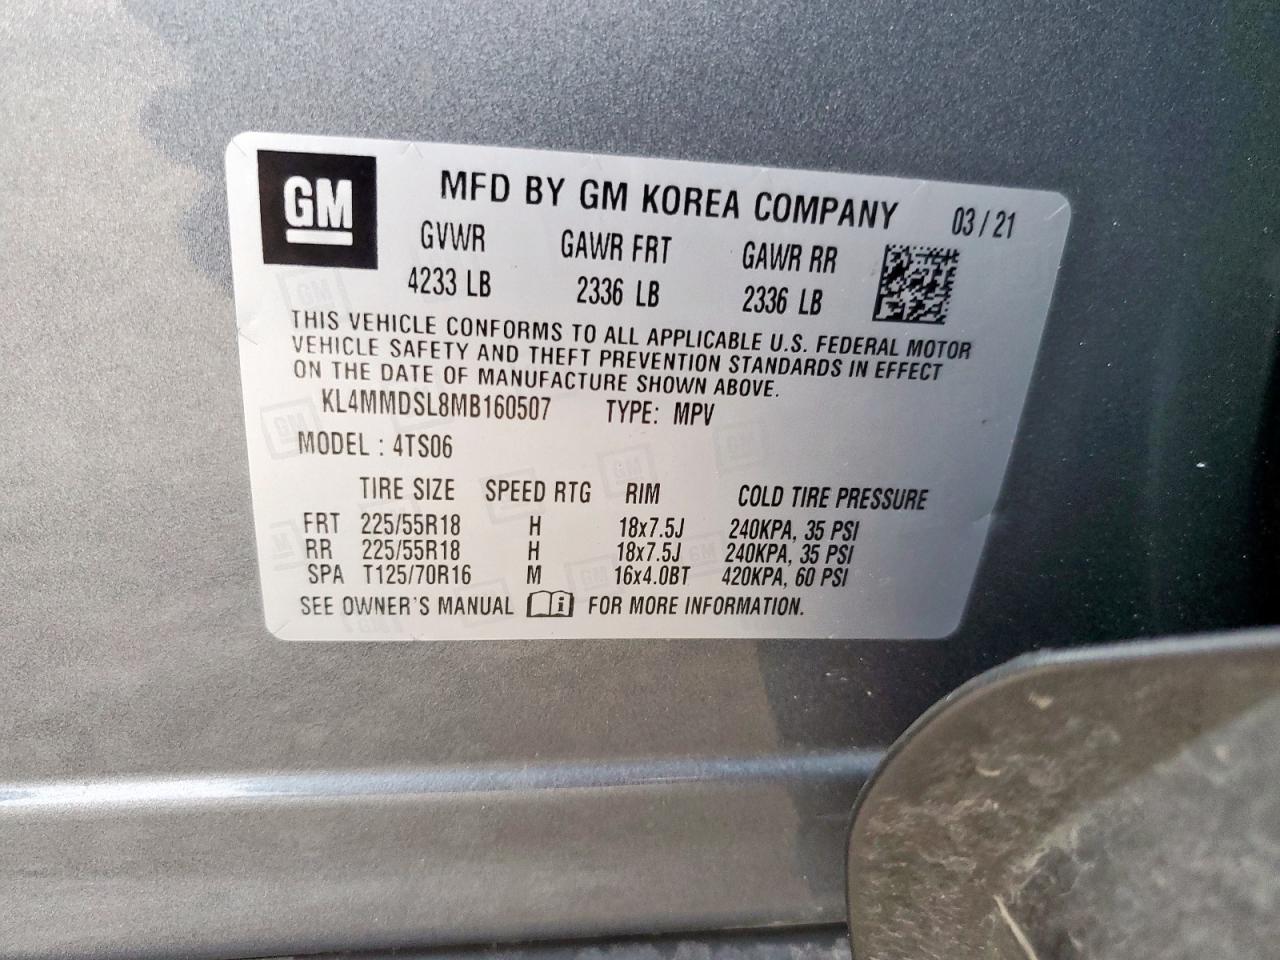 GM MFD BY GM KOREA COMPANY 03 / 21
GVWR GAWR FRT GAWR RR
4233 LB 2336 LB 2336 LB
THIS VEHICLE CONFORMS TO ALL APPLICABLE U.S. FEDERAL MOTOR
VEHICLE SAFETY AND THEFT PREVENTION STANDARDS IN EFFECT
ON THE DATE OF MANUFACTURE SHOWN ABOVE.
KL4MMDSL8MB160507 TYPE: MPV
MODEL : 4TS06
TIRE SIZE SPEED RTG RIM COLD TIRE PRESSURE
FRT 225/55R18 H 18x7.5J 240KPA, 35 PSI
RR 225/55R18 H 18x7.5J 240KPA, 35 PSI
SPA T125/70R16 M 16x4.0BT 420KPA, 60 PSI
SEE OWNER'S MANUAL i FOR MORE INFORMATION.